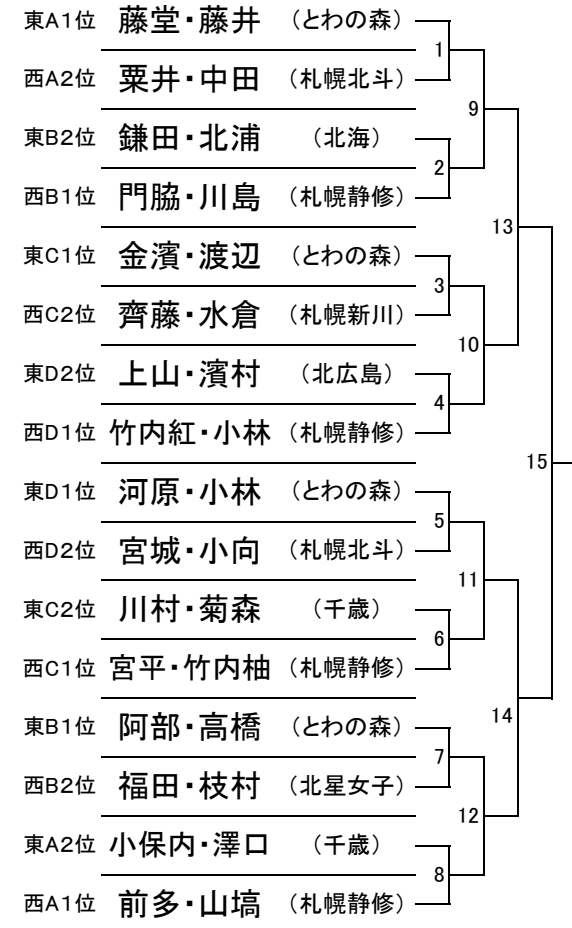 東A1位 藤堂・藤井 (とわの森)
1
西A2位 粟井・中田 (札幌北斗)
9
東B2位 鎌田・北浦 (北海)
2
西B1位 門脇・川島 (札幌静修)
13
東C1位 金濱・渡辺 (とわの森)
3
西C2位 齊藤・水倉 (札幌新川)
10
東D2位 上山・濱村 (北広島)
4
西D1位 竹内紅・小林 (札幌静修)
15
東D1位 河原・小林 (とわの森)
5
西D2位 宮城・小向 (札幌北斗)
11
東C2位 川村・菊森 (千歳)
6
西C1位 宮平・竹内柚 (札幌静修)
14
東B1位 阿部・高橋 (とわの森)
7
西B2位 福田・枝村 (北星女子)
12
東A2位 小保内・澤口 (千歳)
8
西A1位 前多・山塙 (札幌静修)